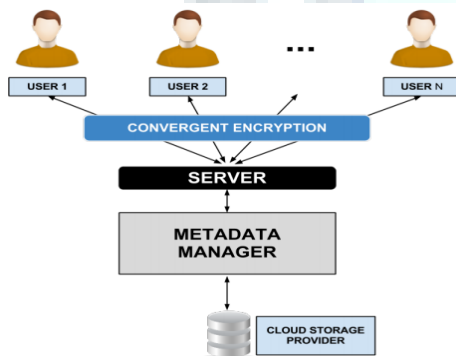 ...
USER 1
USER 2
USER N
CONVERGENT ENCRYPTION
SERVER
METADATA
MANAGER
CLOUD STORAGE
PROVIDER